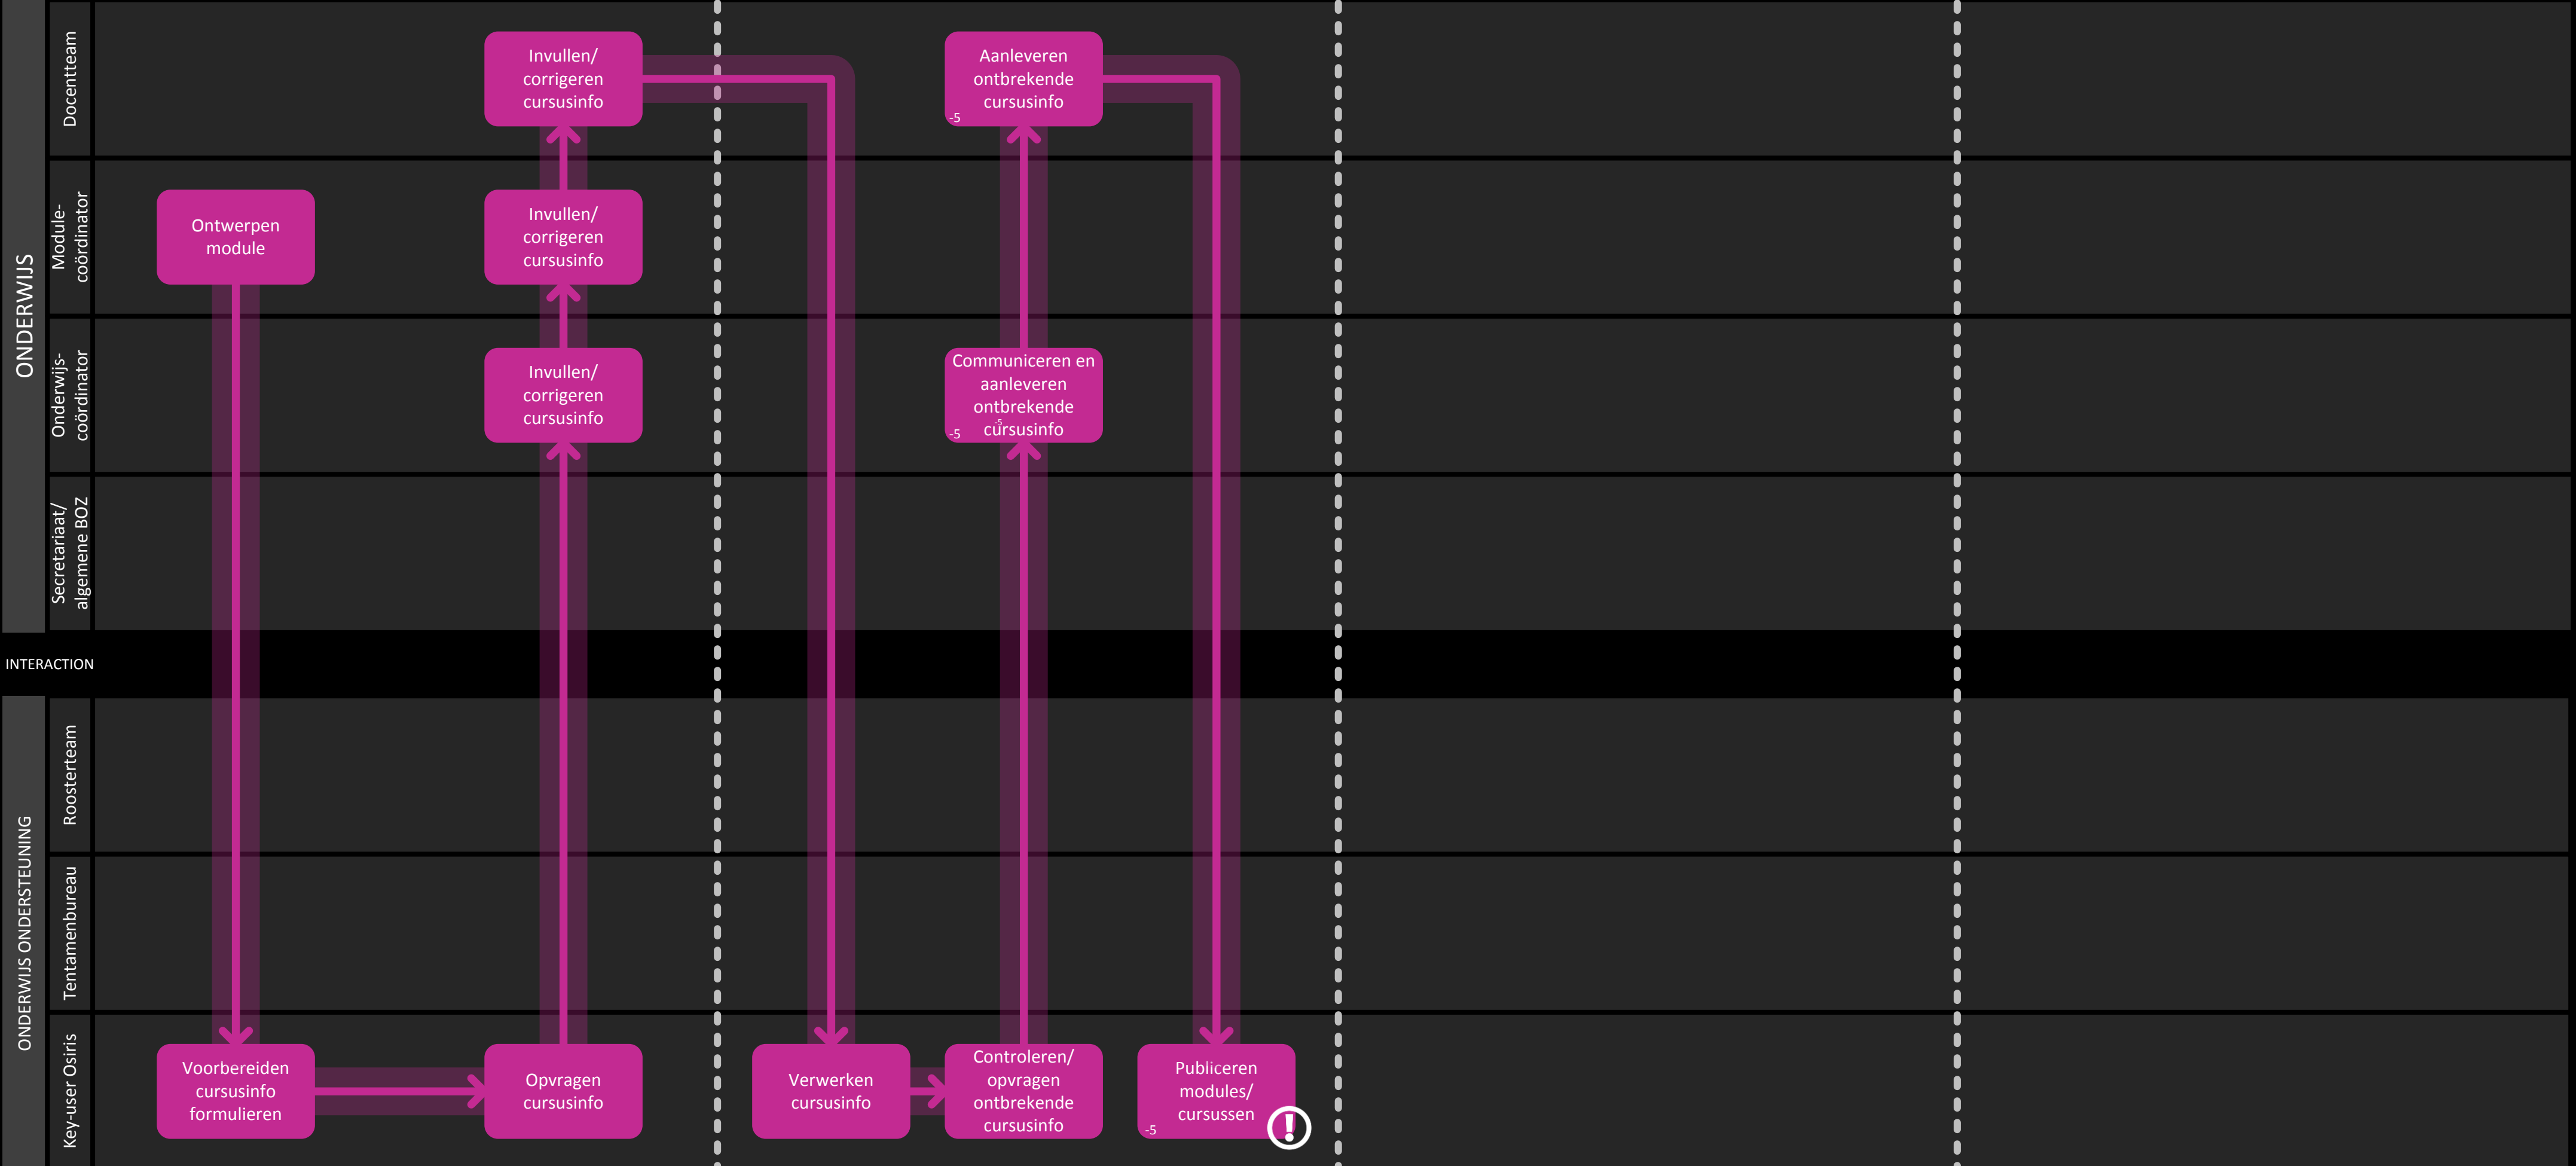 ONDERWIJS
Docentteam
Invullen/
corrigeren
cursusinfo
Aanleveren
ontbrekende
cursusinfo
-5
Module-
coördinator
Ontwerpen
module
Invullen/
corrigeren
cursusinfo
Onderwijs-
coördinator
Invullen/
corrigeren
cursusinfo
Communiceren en
aanleveren
ontbrekende
cursusinfo
-5
-5
Secretariaat/
algemene BOZ
INTERACTION
ONDERWIJS ONDERSTEUNING
Roosterteam
Tentamenbureau
Key-user Osiris
Voorbereiden
cursusinfo
formulieren
Opvragen
cursusinfo
Verwerken
cursusinfo
Controleren/
opvragen
ontbrekende
cursusinfo
Publiceren
modules/
cursussen
-5
!